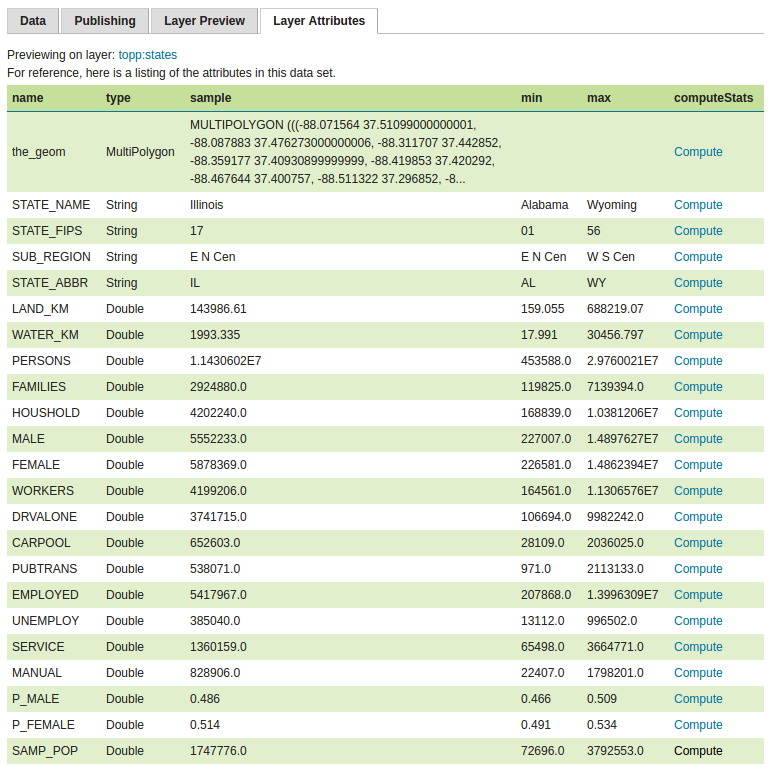 Data Publishing Layer Preview Layer Attributes
Previewing on layer: topp:states
For reference, here is a listing of the attributes in this data set.
name type sample min max computeStats
the_geom MultiPolygon MULTIPOLYGON (((-88.071564 37.51099000000001,
-88.087883 37.476273000000006, -88.311707 37.442852,
-88.359177 37.40930899999999, -88.419853 37.420292,
-88.467644 37.400757, -88.511322 37.296852, -8... Compute
STATE_NAME String Illinois Alabama Wyoming Compute
STATE_FIPS String 17 01 56 Compute
SUB_REGION String E N Cen E N Cen W S Cen Compute
STATE_ABBR String IL AL WY Compute
LAND_KM Double 143986.61 159.055 688219.07 Compute
WATER_KM Double 1993.335 17.991 30456.797 Compute
PERSONS Double 1.1430602E7 453588.0 2.9760021E7 Compute
FAMILIES Double 2924880.0 119825.0 7139394.0 Compute
HOUSHOLD Double 4202240.0 168839.0 1.0381206E7 Compute
MALE Double 5552233.0 227007.0 1.4897627E7 Compute
FEMALE Double 5878369.0 226581.0 1.4862394E7 Compute
WORKERS Double 4199206.0 164561.0 1.1306576E7 Compute
DRVALONE Double 3741715.0 106694.0 9982242.0 Compute
CARPOOL Double 652603.0 28109.0 2036025.0 Compute
PUBTRANS Double 538071.0 971.0 2113133.0 Compute
EMPLOYED Double 5417967.0 207868.0 1.3996309E7 Compute
UNEMPLOY Double 385040.0 13112.0 996502.0 Compute
SERVICE Double 1360159.0 65498.0 3664771.0 Compute
MANUAL Double 828906.0 22407.0 1798201.0 Compute
P_MALE Double 0.486 0.466 0.509 Compute
P_FEMALE Double 0.514 0.491 0.534 Compute
SAMP_POP Double 1747776.0 72696.0 3792553.0 Compute